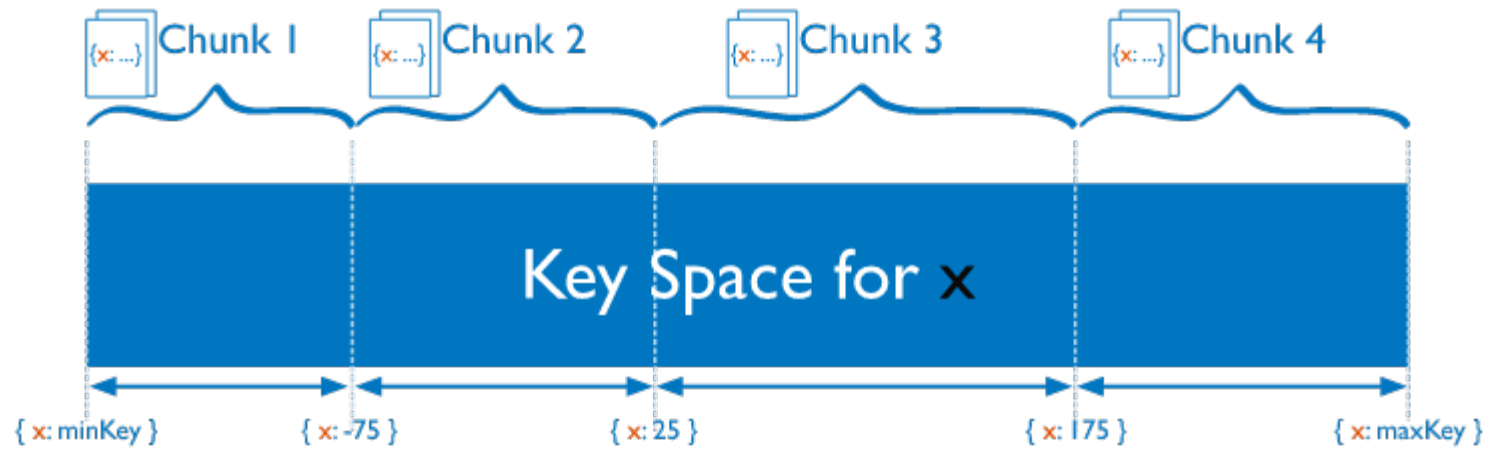 {x: ...} Chunk 1 {x: ...} Chunk 2 {x: ...} Chunk 3 {x: ...} Chunk 4
Key Space for x
{ x: minKey } { x: -75 } { x: 25 } { x: 175 } { x: maxKey }